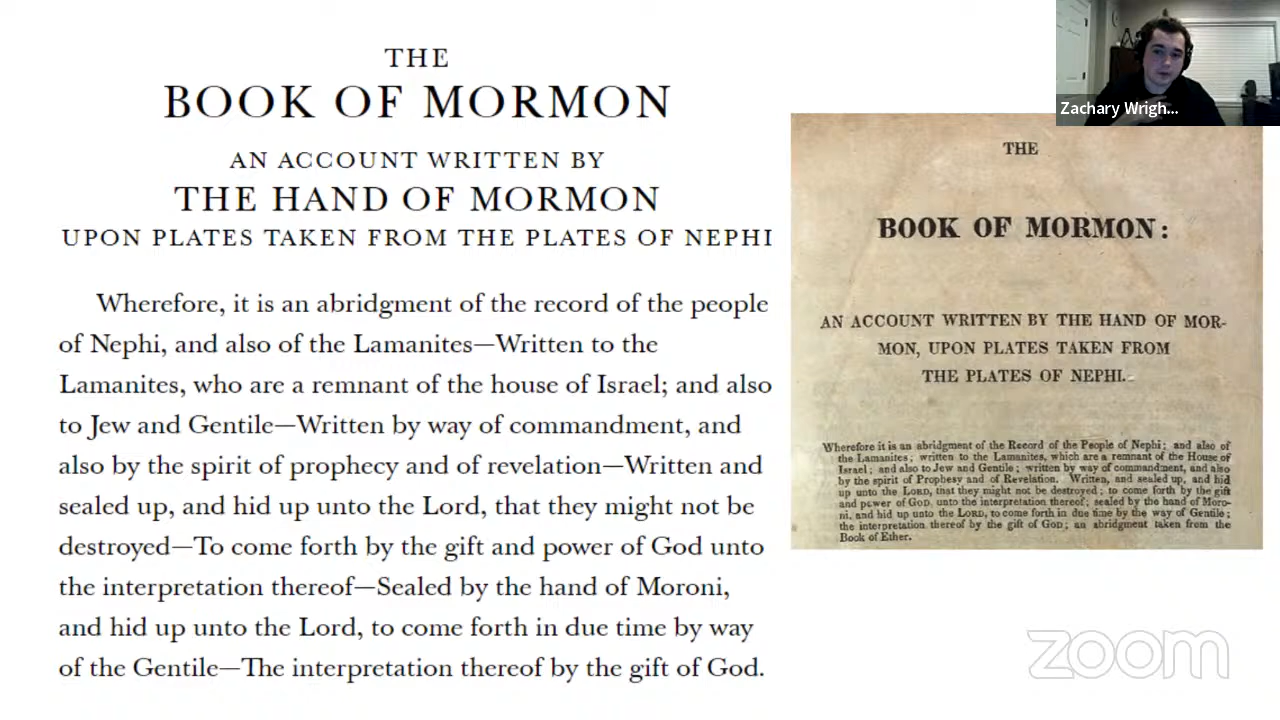 THE
BOOK OF MORMON
AN ACCOUNT WRITTEN BY
THE HAND OF MORMON
UPON PLATES TAKEN FROM THE PLATES OF NEPHI
Wherefore, it is an abridgment of the record of the people
of Nephi, and also of the Lamanites—Written to the
Lamanites, who are a remnant of the house of Israel; and also
to Jew and Gentile—Written by way of commandment, and
also by the spirit of prophecy and of revelation—Written and
sealed up, and hid up unto the Lord, that they might not be
destroyed—To come forth by the gift and power of God unto
the interpretation thereof—Sealed by the hand of Moroni,
and hid up unto the Lord, to come forth in due time by way
of the Gentile—The interpretation thereof by the gift of God.
Zachary Wrigh...
THE
BOOK OF MORMON:
AN ACCOUNT WRITTEN BY THE HAND OF MOR-
MON, UPON PLATES TAKEN FROM
THE PLATES OF NEPHI.
Wherefore it is an abridgment of the Record of the People of Nephi; and also of
the Lamanites; written to the Lamanites, which are a remnant of the House of
Israel; and also to Jew and Gentile; written by way of commandment, and also
by the spirit of Prophesy and of Revelation. Written, and sealed up, and hid
up unto the LORD, that they might not be destroyed; to come forth by the gift
and power of GOD, unto the interpretation thereof; sealed by the hand of Moro-
ni, and hid up unto the LORD, to come forth in due time by the way of Gentile;
the interpretation thereof by the gift of GOD; an abridgment taken from the
Book of Ether.
zoom